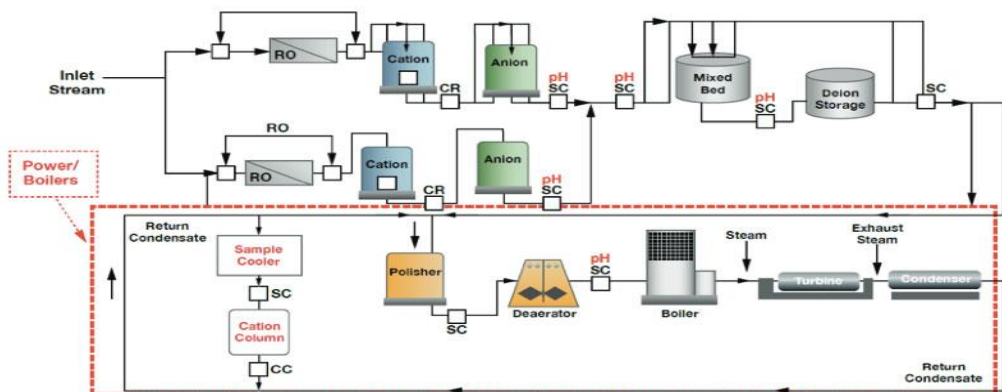 RO
Cation
CR
Anion
pH
SC
pH
SC
Mixed
Bed
pH
SC
Deion
Storage
SC
Inlet
Stream
RO
RO
Cation
CR
Anion
pH
SC
Power/
Boilers
Return
Condensate
Sample
Cooler
SC
Cation
Column
CC
Polisher
SC
Deaerator
pH
SC
Boiler
Steam
Turbine
Exhaust
Steam
Condenser
Return
Condensate